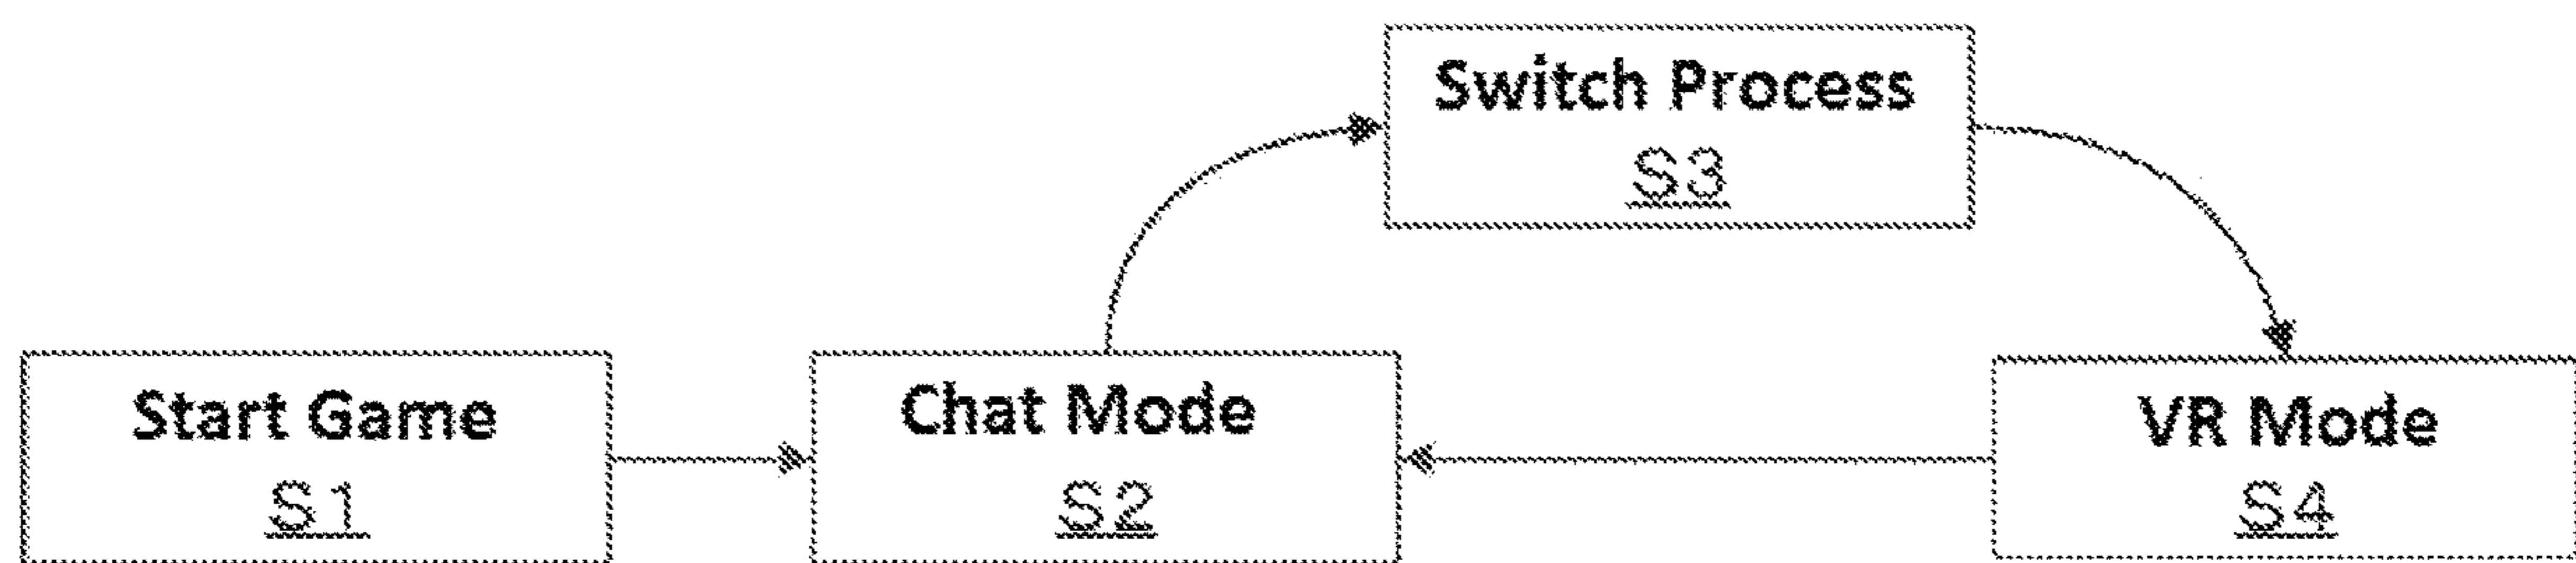 Switch Process
S3
Start Game
S1
Chat Mode
S2
VR Mode
S4